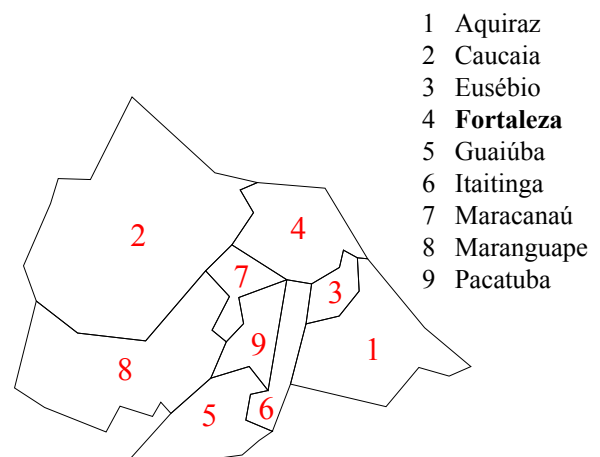 1 Aquiraz
2 Caucaia
3 Eusébio
4 Fortaleza
5 Guaiúba
6 Itaitinga
7 Maracanaú
8 Maranguape
9 Pacatuba
2
4
7
3
9
1
8
5
6